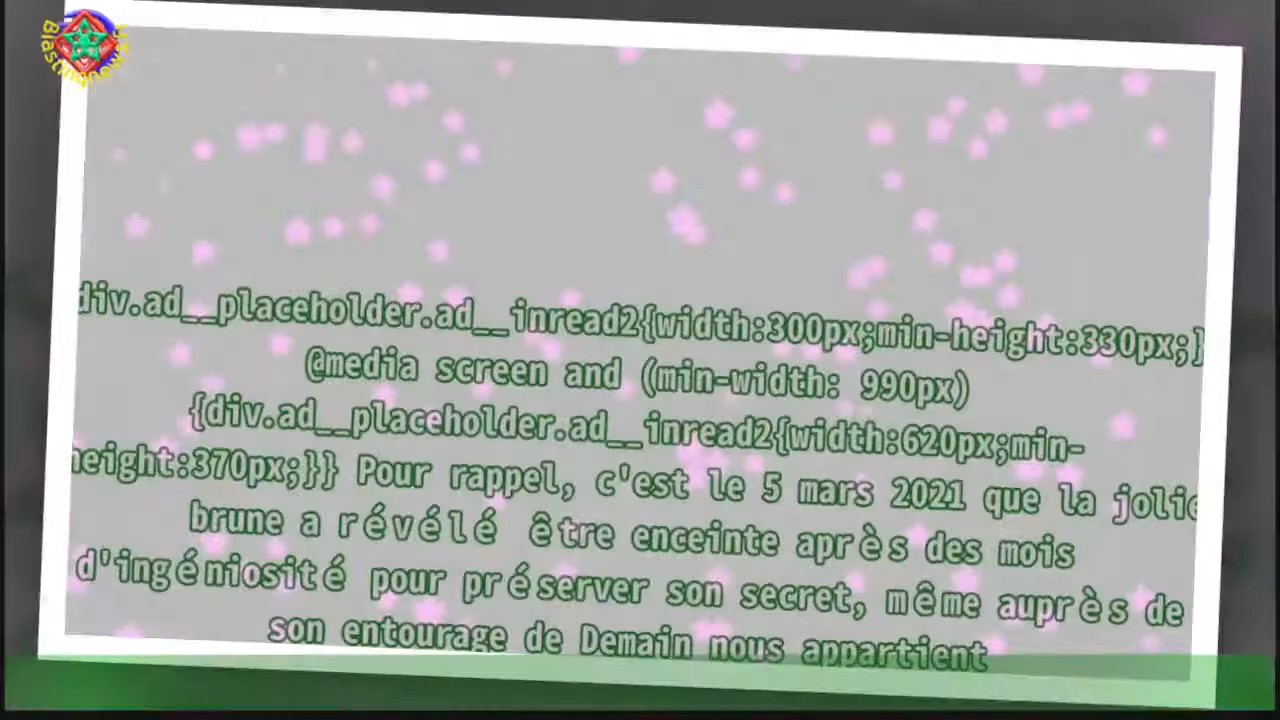 Blastingnews
div.ad__placeholder.ad__inread2{width:300px;min-height:330px;}
@media screen and (min-width: 990px)
{div.ad__placeholder.ad__inread2{width:620px;min-
height:370px;}} Pour rappel, c'est le 5 mars 2021 que la jolie
brune a révélé être enceinte après des mois
d'ingéniosité pour préserver son secret, même auprès de
son entourage de Demain nous appartient